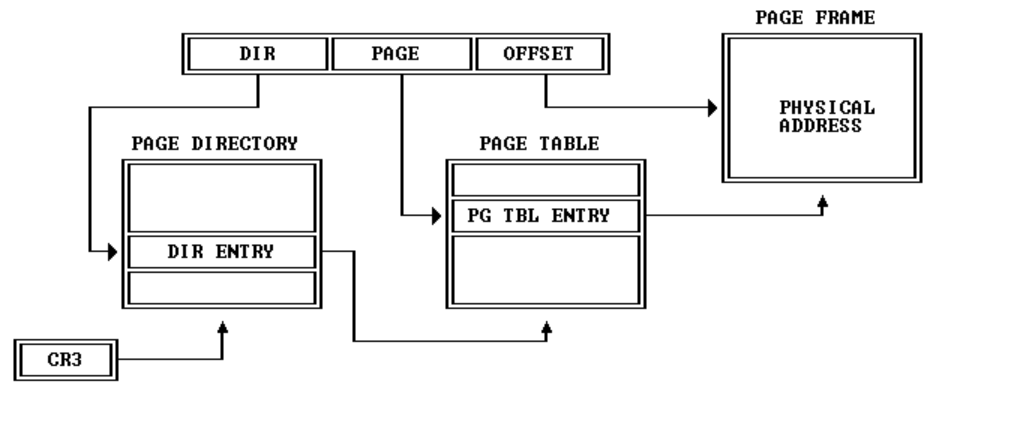 PAGE FRAME
DIR PAGE OFFSET
PHYSICAL
ADDRESS
PAGE DIRECTORY
PAGE TABLE
PG TBL ENTRY
DIR ENTRY
CR3